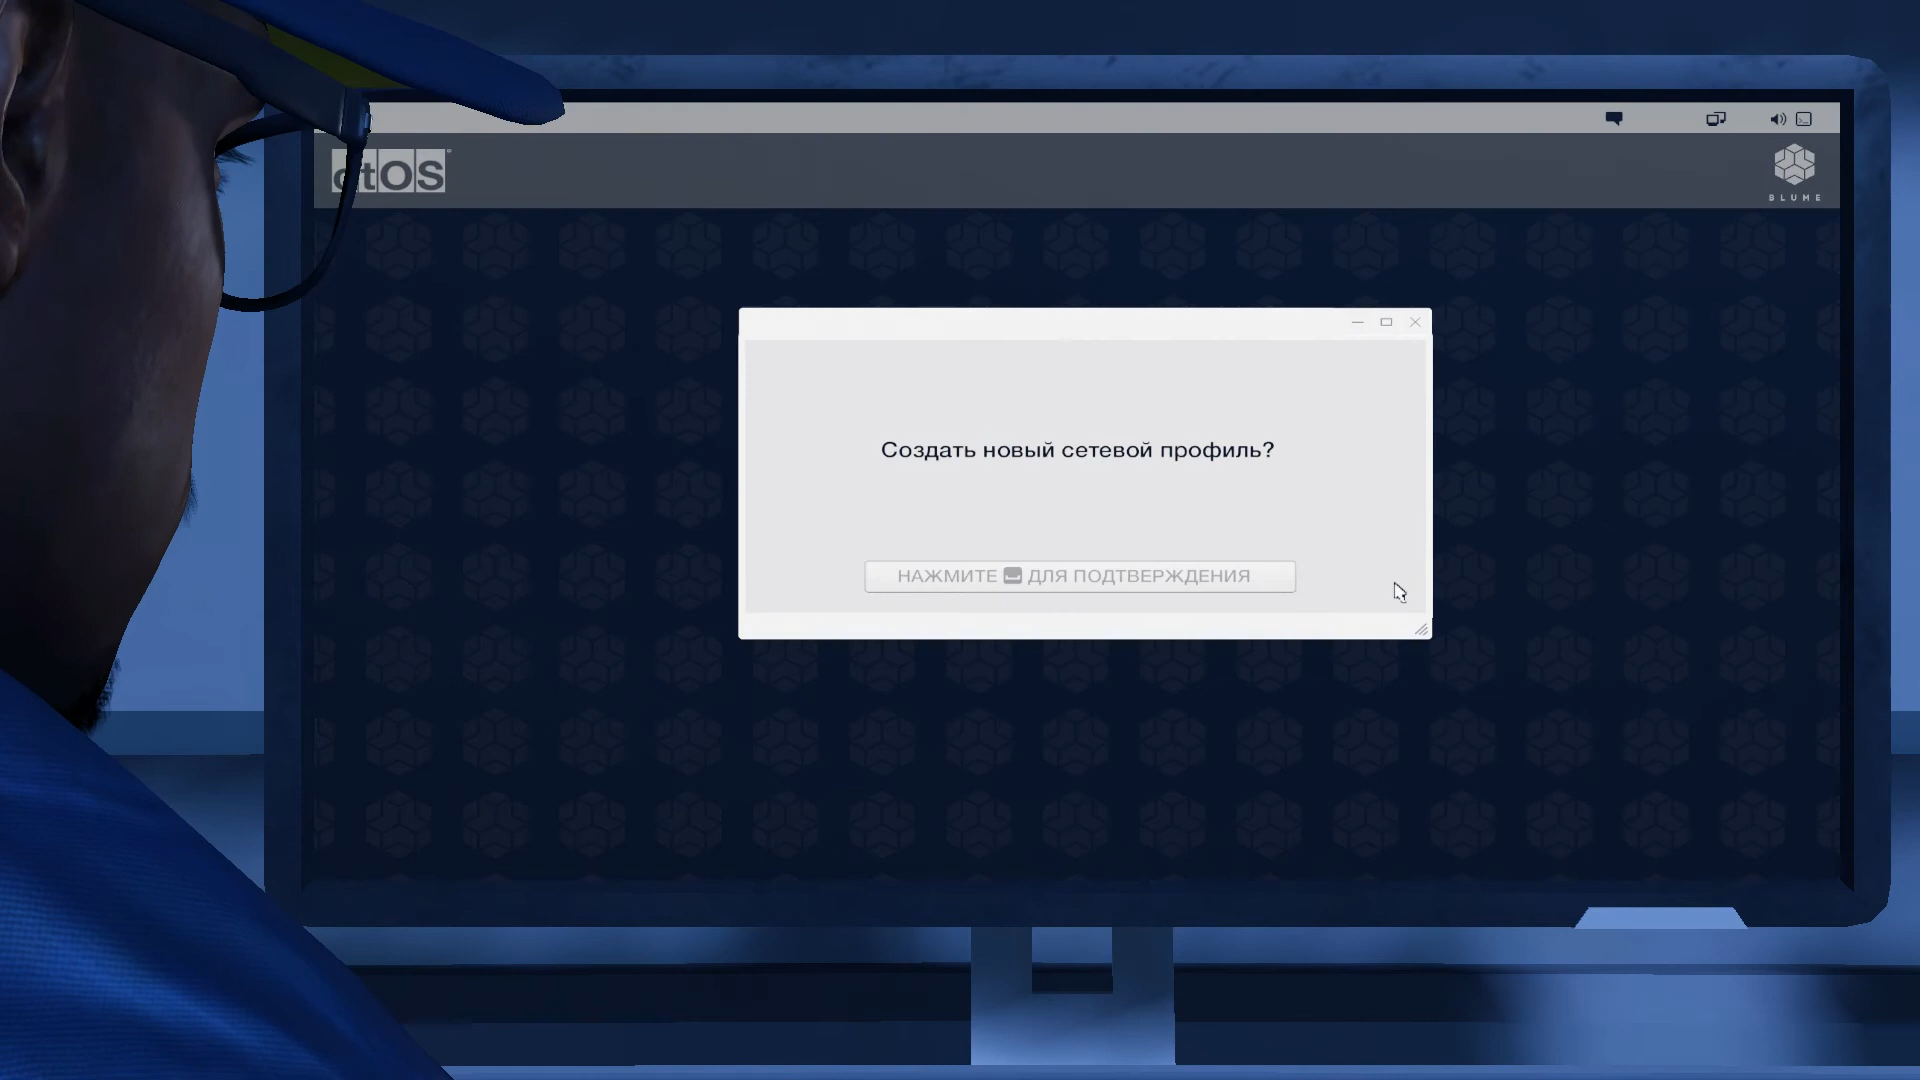 ctOS
BLUME
Создать новый сетевой профиль?
НАЖМИТЕ ДЛЯ ПОДТВЕРЖДЕНИЯ